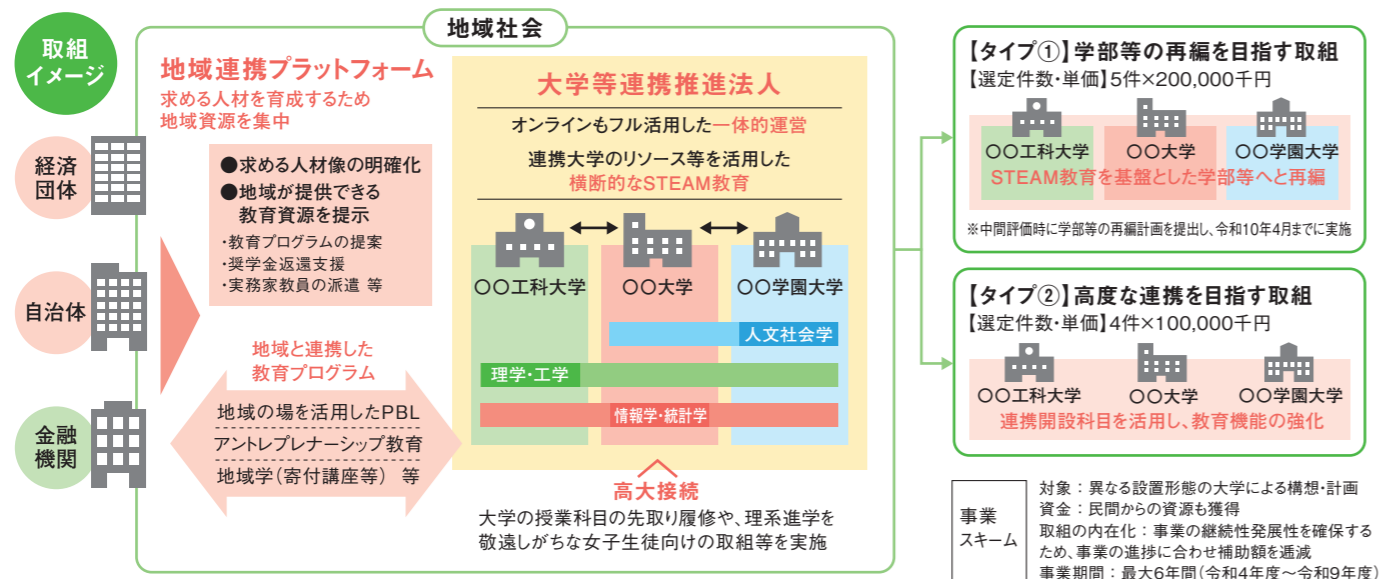 取組
イメージ
地域社会
経済
団体
自治体
金融
機関
地域連携プラットフォーム
求める人材を育成するため
地域資源を集中
●求める人材像の明確化
●地域が提供できる
教育資源を提示
・教育プログラムの提案
・奨学金返還支援
・実務家教員の派遣 等
地域と連携した
教育プログラム
地域の場を活用したPBL
アントレプレナーシップ教育
地域学(寄付講座等) 等
大学等連携推進法人
オンラインもフル活用した一体的運営
連携大学のリソース等を活用した
横断的なSTEAM教育
〇〇工科大学 〇〇大学 〇〇学園大学
人文社会学
理学・工学
情報学・統計学
高大接続
大学の授業科目の先取り履修や、理系進学を
敬遠しがちな女子生徒向けの取組等を実施
【タイプ①】学部等の再編を目指す取組
【選定件数・単価】5件×200,000千円
〇〇工科大学 〇〇大学 〇〇学園大学
STEAM教育を基盤とした学部等へと再編
※中間評価時に学部等の再編計画を提出し、令和10年4月までに実施
【タイプ②】高度な連携を目指す取組
【選定件数・単価】4件×100,000千円
〇〇工科大学 〇〇大学 〇〇学園大学
連携開設科目を活用し、教育機能の強化
事業
スキーム
対象：異なる設置形態の大学による構想・計画
資金：民間からの資源も獲得
取組の内在化：事業の継続性発展性を確保する
ため、事業の進捗に合わせ補助額を逓減
事業期間：最大6年間(令和4年度～令和9年度)